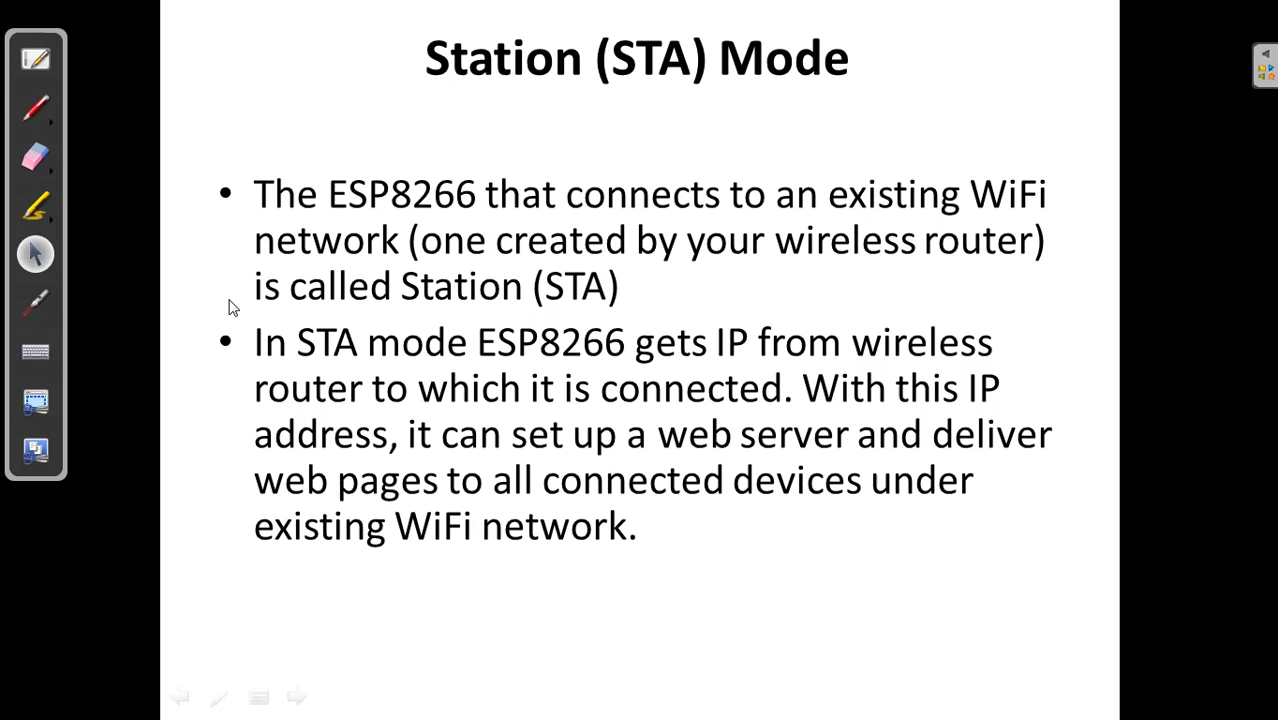 Station (STA) Mode
• The ESP8266 that connects to an existing WiFi
network (one created by your wireless router)
is called Station (STA)
• In STA mode ESP8266 gets IP from wireless
router to which it is connected. With this IP
address, it can set up a web server and deliver
web pages to all connected devices under
existing WiFi network.